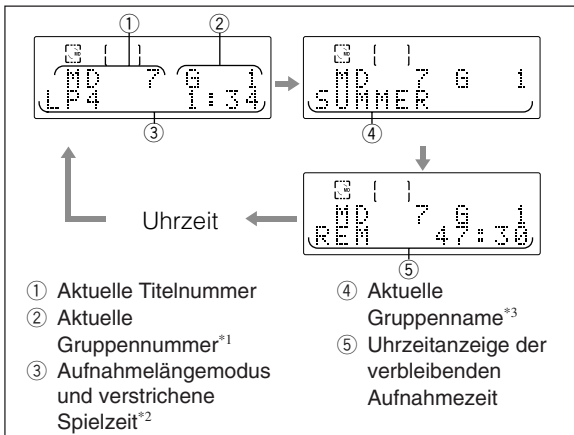 ① ②
MD 7 G 1
LP4 1:34
③
MD 7 G 1
SUMMER
④
MD 7 G 1
REM 47:30
⑤
Uhrzeit
① Aktuelle Titelnummer
② Aktuelle
Gruppennummer*1
③ Aufnahmelängemodus
und verstrichene
Spielzeit*2
④ Aktuelle
Gruppenname*3
⑤ Uhrzeitanzeige der
verbleibenden
Aufnahmezeit